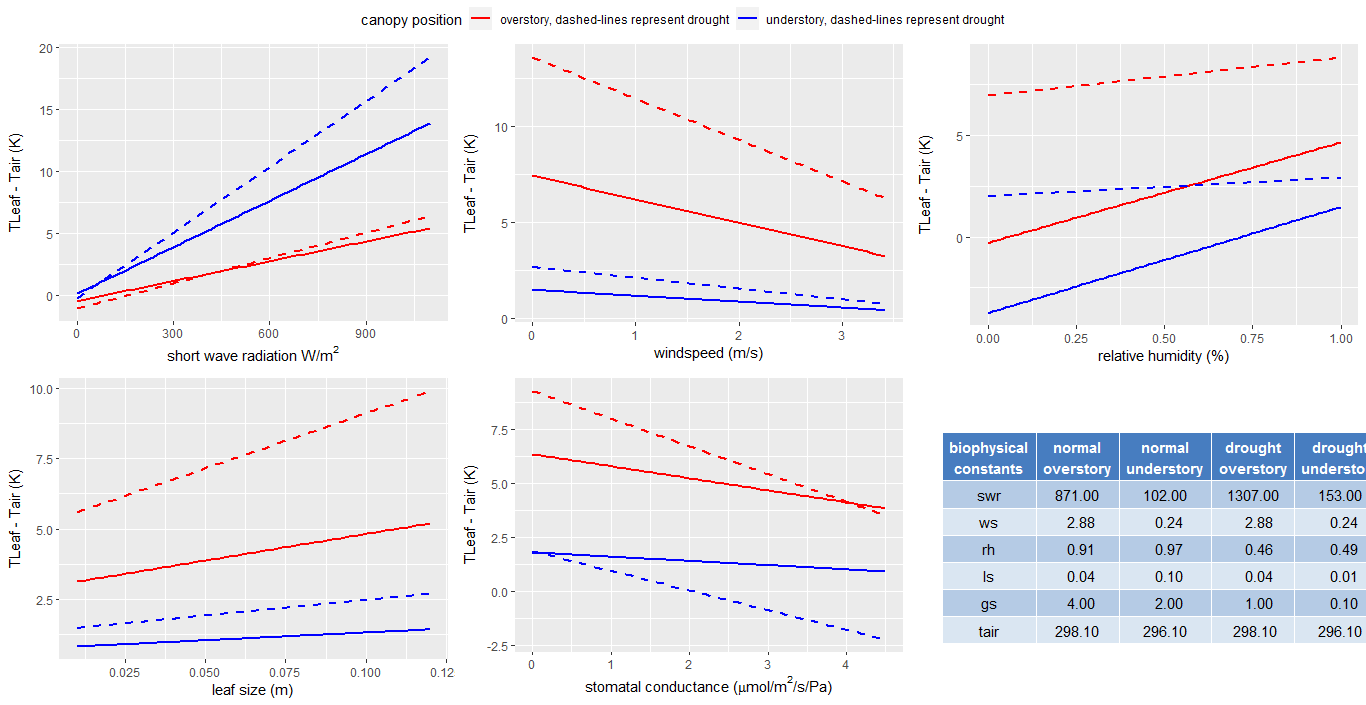 canopy position overstory, dashed-lines represent drought understory, dashed-lines represent drought
TLeaf - Tair (K)
20
15
10
5
0
0 300 600 900
short wave radiation W/m²
TLeaf - Tair (K)
10
5
0
0 1 2 3
windspeed (m/s)
TLeaf - Tair (K)
5
0
0.00 0.25 0.50 0.75 1.00
relative humidity (%)
TLeaf - Tair (K)
10.0
7.5
5.0
2.5
0.025 0.050 0.075 0.100 0.12
leaf size (m)
TLeaf - Tair (K)
7.5
5.0
2.5
0.0
-2.5
0 1 2 3 4
stomatal conductance (μmol/m²/s/Pa)
biophysical constants normal overstory normal understory drought overstory drought understo
swr 871.00 102.00 1307.00 153.00
ws 2.88 0.24 2.88 0.24
rh 0.91 0.97 0.46 0.49
ls 0.04 0.10 0.04 0.01
gs 4.00 2.00 1.00 0.10
tair 298.10 296.10 298.10 296.10